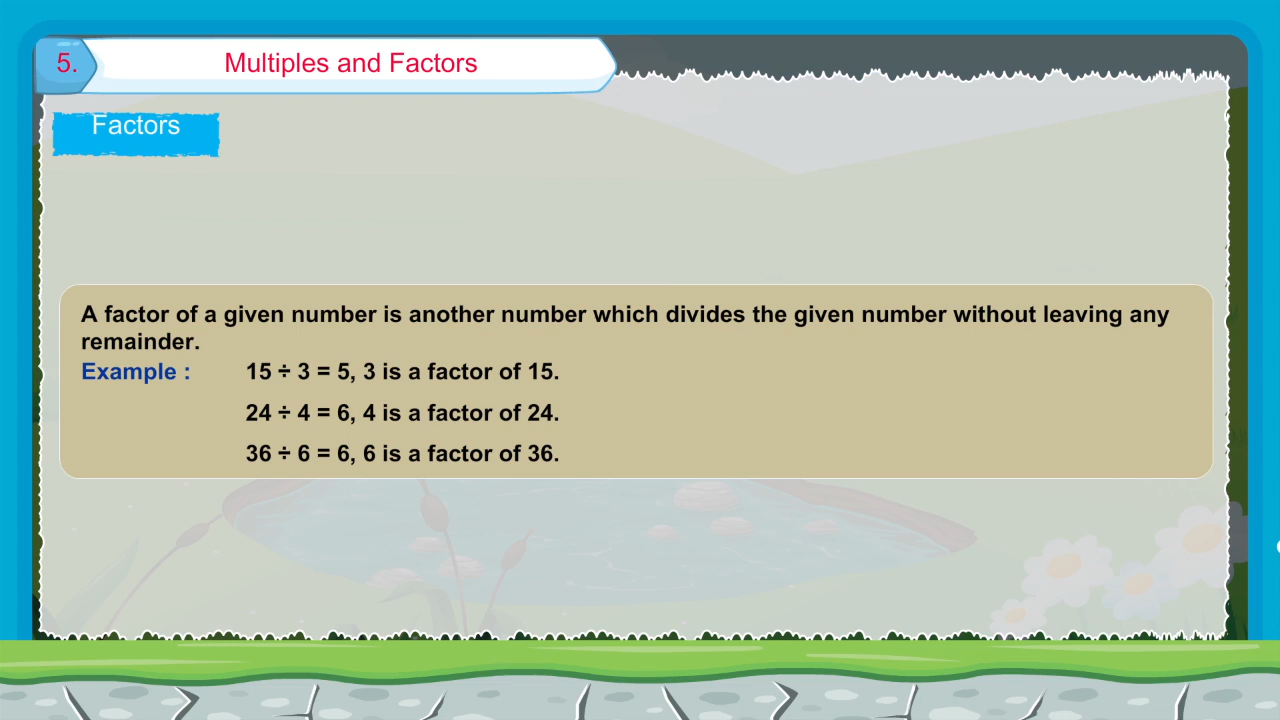 5. Multiples and Factors
Factors
A factor of a given number is another number which divides the given number without leaving any
remainder.
Example : 15 ÷ 3 = 5, 3 is a factor of 15.
24 ÷ 4 = 6, 4 is a factor of 24.
36 ÷ 6 = 6, 6 is a factor of 36.